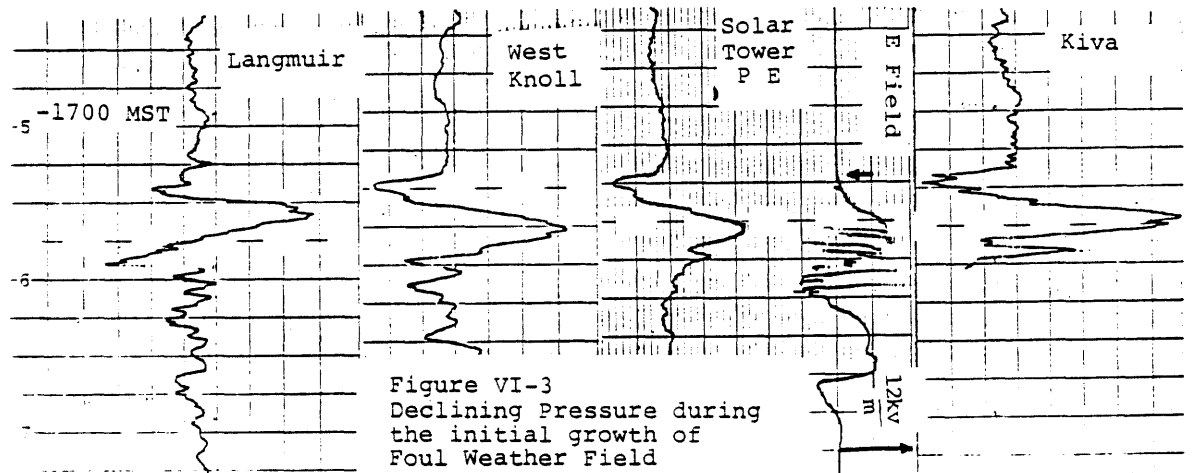 Langmuir
West
Knoll
Solar
Tower
P E
E Field
Kiva
-1700 MST
-5
-6
12kv
m
Figure VI-3
Declining Pressure during
the initial growth of
Foul Weather Field